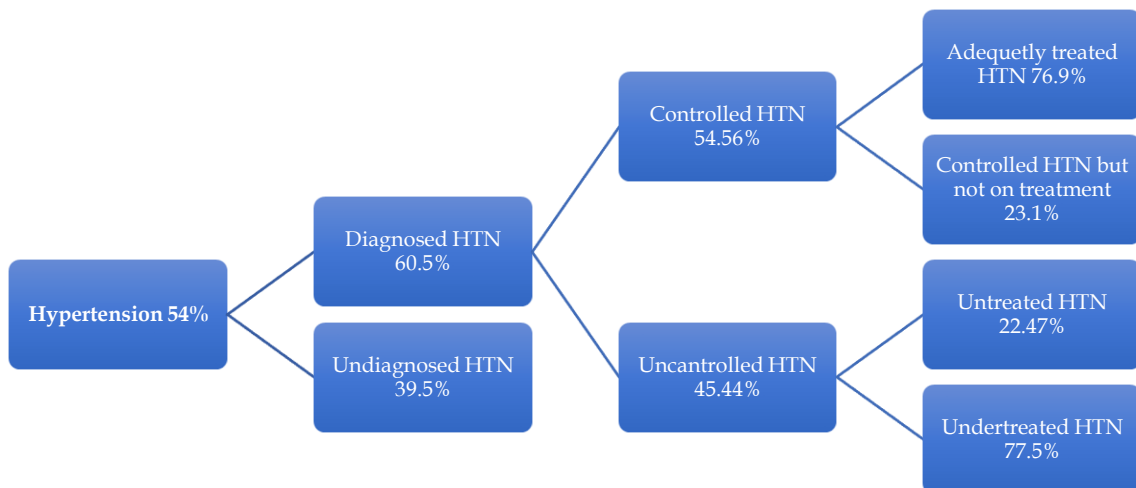 Hypertension 54%
Diagnosed HTN
60.5%
Undiagnosed HTN
39.5%
Controlled HTN
54.56%
Uncantrolled HTN
45.44%
Adequetly treated
HTN 76.9%
Controlled HTN but
not on treatment
23.1%
Untreated HTN
22.47%
Undertreated HTN
77.5%